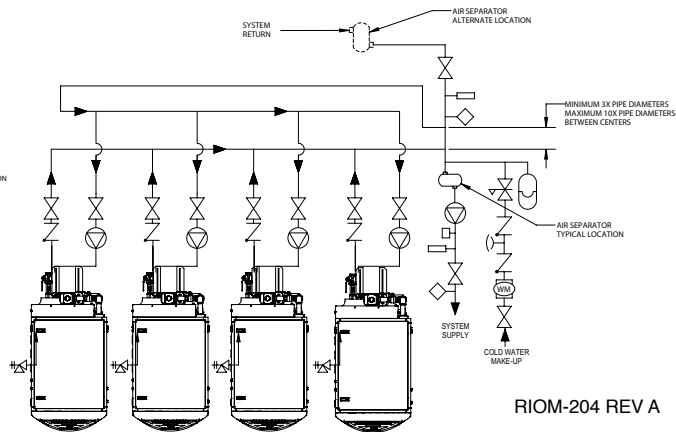 AIR SEPARATOR
ALTERNATE LOCATION
SYSTEM
RETURN
MINIMUM 3X PIPE DIAMETERS
MAXIMUM 10X PIPE DIAMETERS
BETWEEN CENTERS
ON
AIR SEPARATOR
TYPICAL LOCATION
WM
SYSTEM
SUPPLY
COLD WATER
MAKE-UP
RIOM-204 REV A